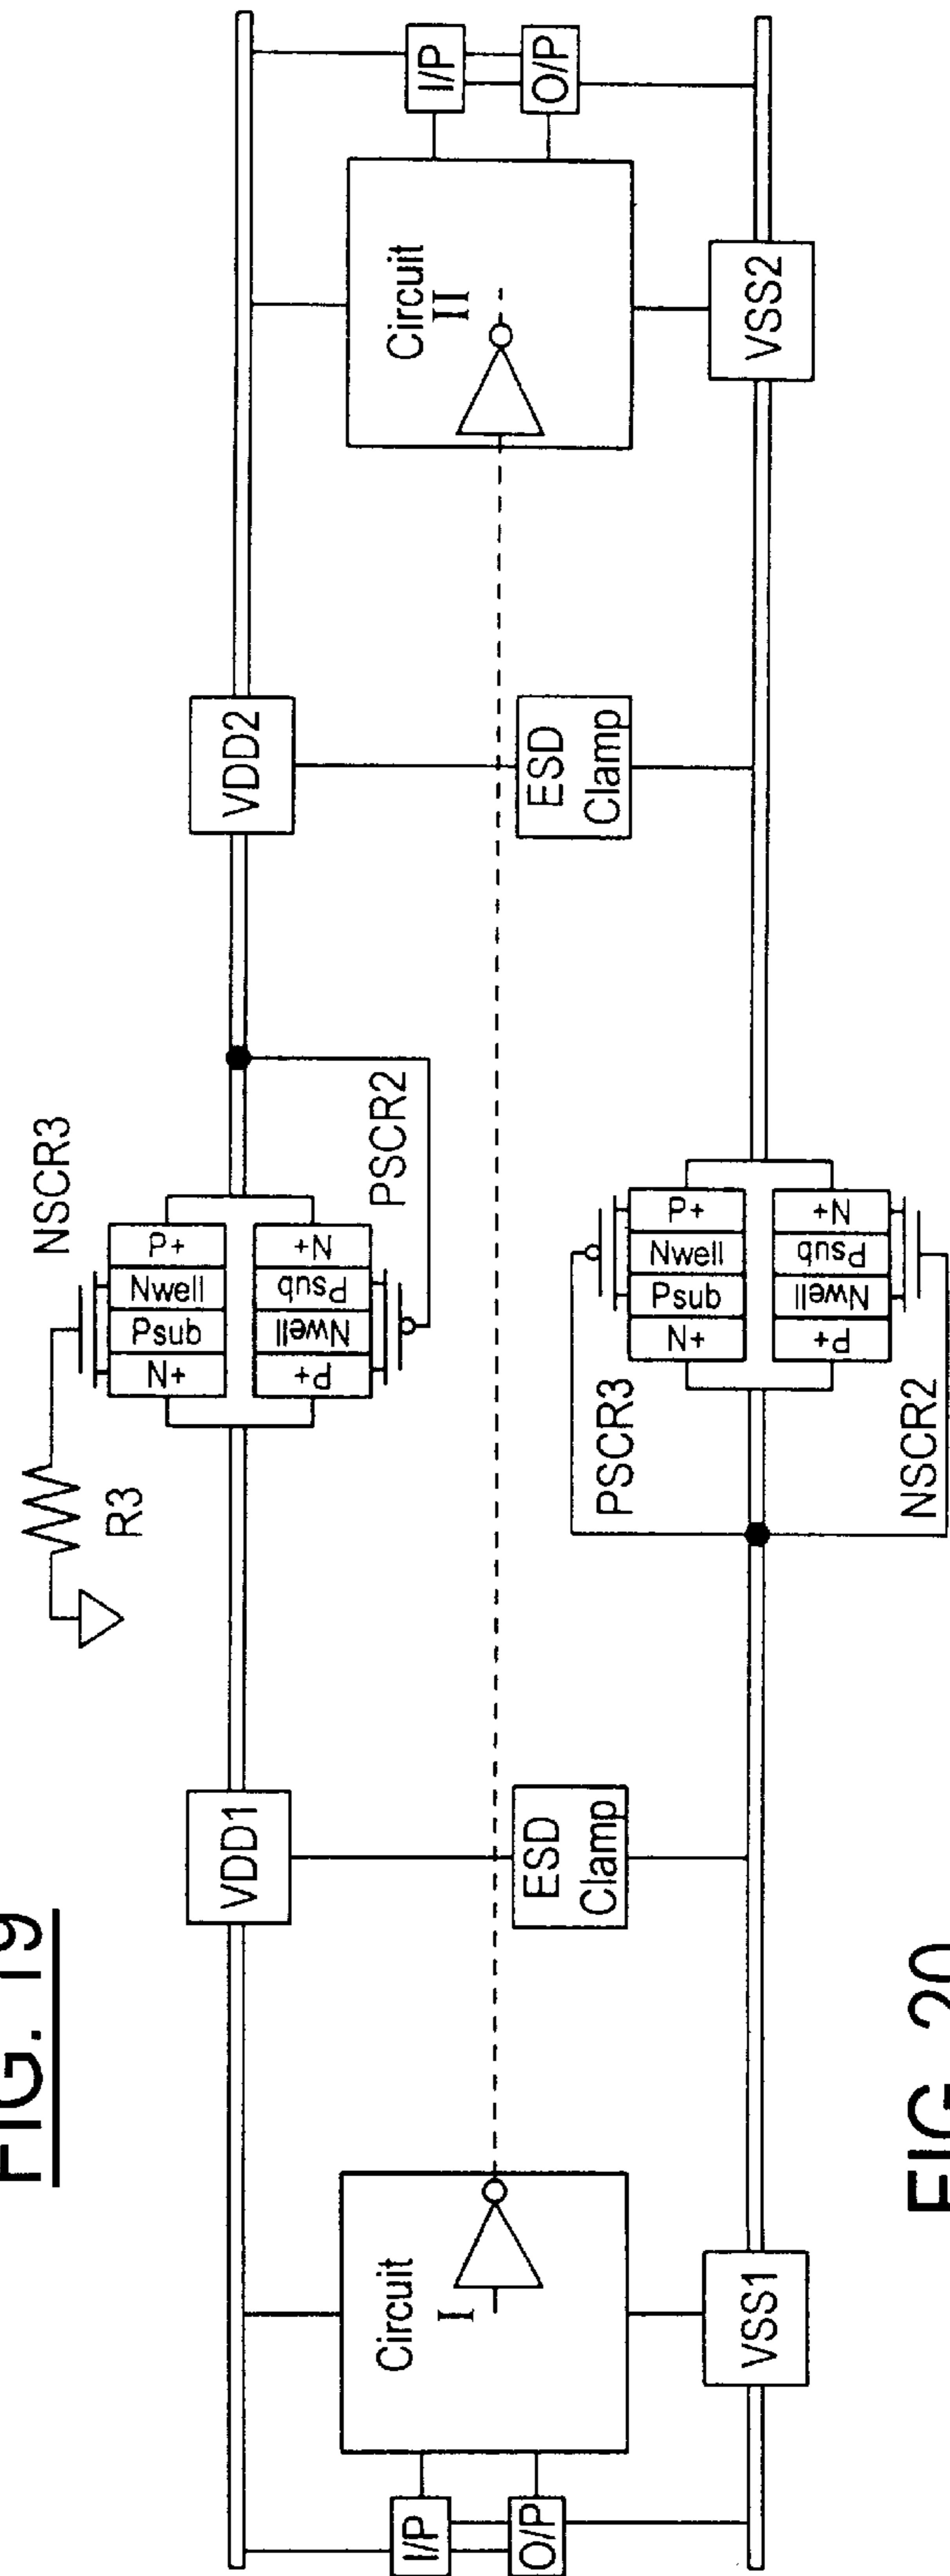 FIG. 19
R3
NSCR3
N+
Psub
Nwell
P+
P+
Nwell
Psub
N+
PSCR2
VDD1
VDD2
I/P
O/P
Circuit
I
ESD
Clamp
ESD
Clamp
Circuit
II
I/P
O/P
PSCR3
N+
Psub
Nwell
P+
P+
Nwell
Psub
N+
NSCR2
VSS1
VSS2
FIG. 20